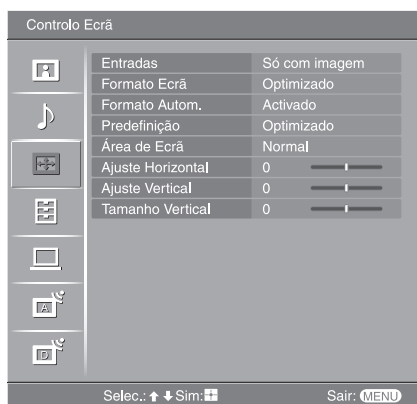 Controlo Ecrã
Entradas Só com imagem
Formato Ecrã Optimizado
Formato Autom. Activado
Predefinição Optimizado
Área de Ecrã Normal
Ajuste Horizontal 0
Ajuste Vertical 0
Tamanho Vertical 0
A
D
Selec.: Sim: Sair: MENU